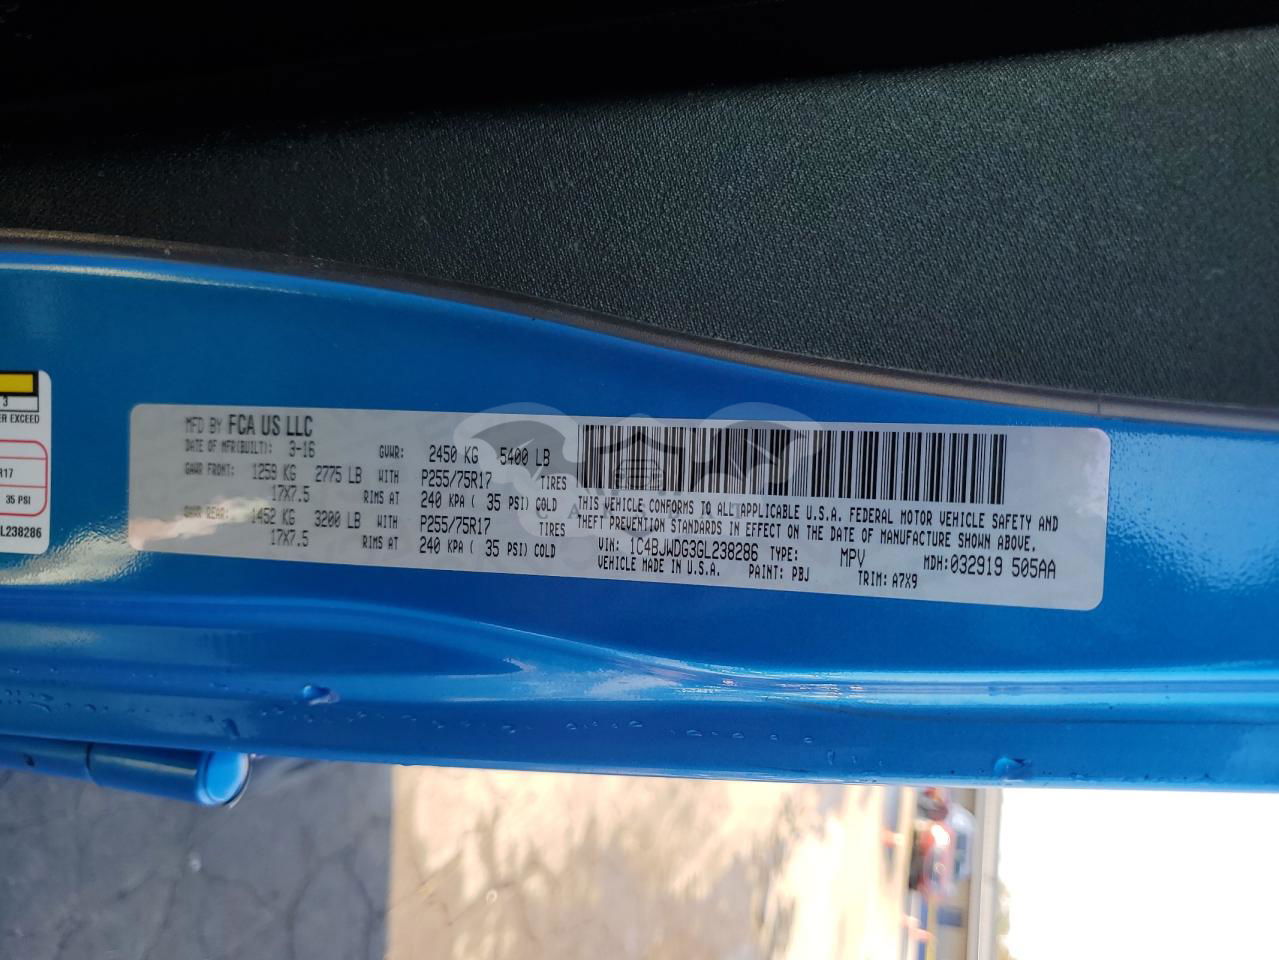 MFD BY FCA US LLC
DATE OF MFR(BUILT): 3-16 GVWR: 2450 KG 5400 LB
GAWR FRONT: 1259 KG 2775 LB WITH P255/75R17 TIRES
17X7.5 RIMS AT 240 KPA ( 35 PSI) COLD
GAWR REAR: 1452 KG 3200 LB WITH P255/75R17 TIRES
17X7.5 RIMS AT 240 KPA ( 35 PSI) COLD
THIS VEHICLE CONFORMS TO ALL APPLICABLE U.S.A. FEDERAL MOTOR VEHICLE SAFETY AND
THEFT PREVENTION STANDARDS IN EFFECT ON THE DATE OF MANUFACTURE SHOWN ABOVE.
VIN: 1C4BJWDG3GL238286 TYPE: MPV MDH:032919 505AA
VEHICLE MADE IN U.S.A. PAINT: PBJ TRIM: A7X9
3
ER EXCEED
R17
35 PSI
L238286